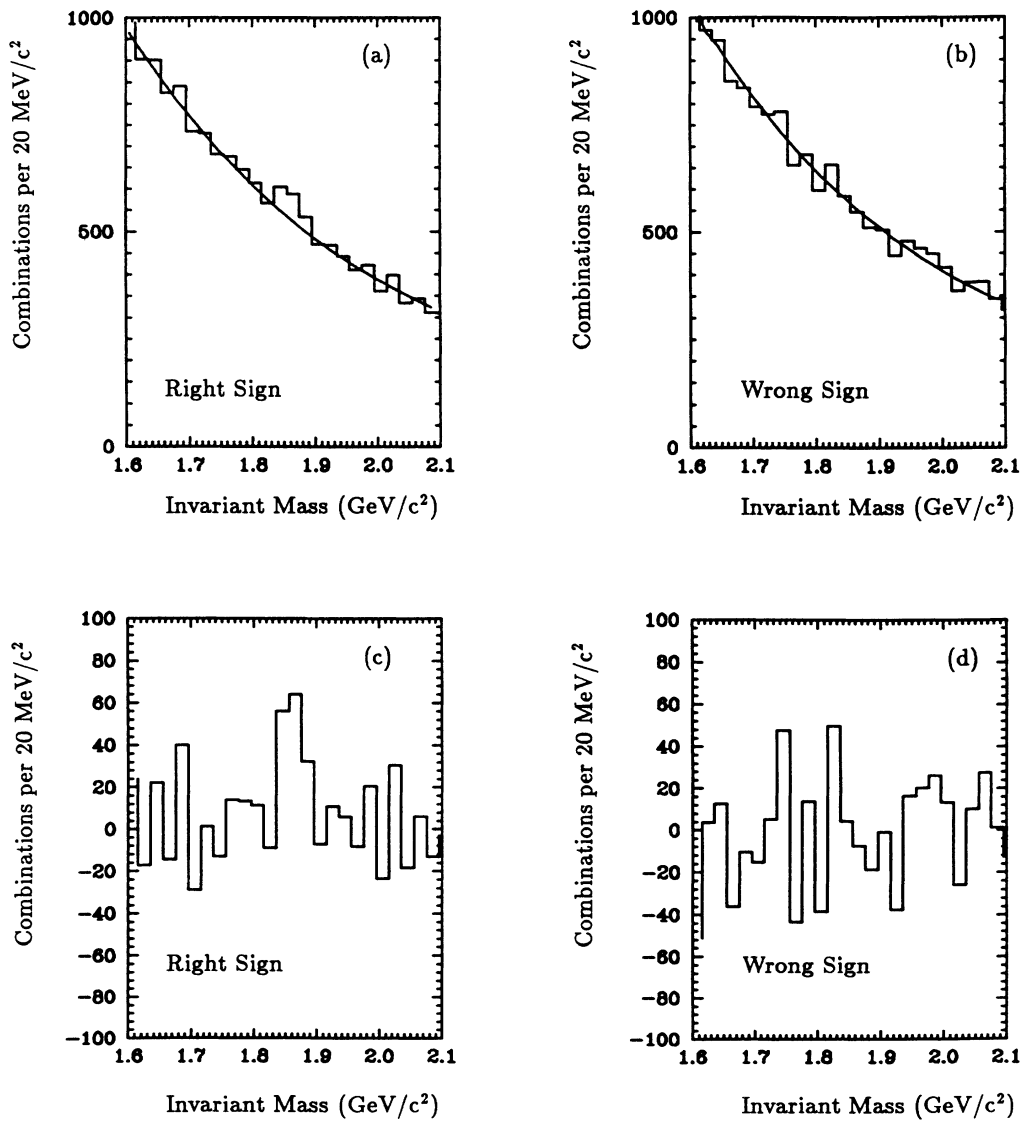 Combinations per 20 MeV/c²
1000
500
0
(a)
Right Sign
1.6 1.7 1.8 1.9 2.0 2.1
Invariant Mass (GeV/c²)
Combinations per 20 MeV/c²
1000
500
0
(b)
Wrong Sign
1.6 1.7 1.8 1.9 2.0 2.1
Invariant Mass (GeV/c²)
Combinations per 20 MeV/c²
100
80
60
40
20
0
−20
−40
−60
−80
−100
(c)
Right Sign
1.6 1.7 1.8 1.9 2.0 2.1
Invariant Mass (GeV/c²)
Combinations per 20 MeV/c²
100
80
60
40
20
0
−20
−40
−60
−80
−100
(d)
Wrong Sign
1.6 1.7 1.8 1.9 2.0 2.1
Invariant Mass (GeV/c²)